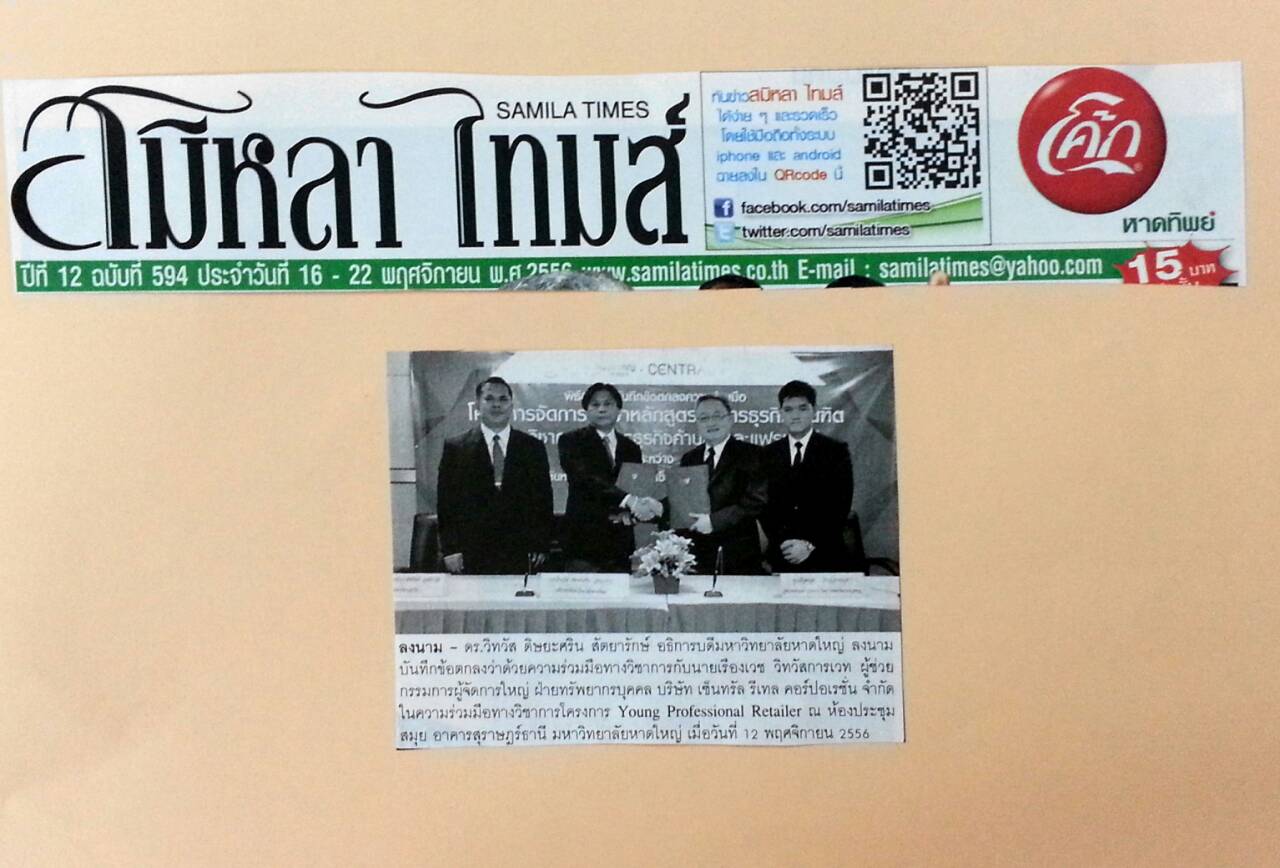 สมิหลา ไทมส์
SAMILA TIMES
ทันข่าวสมิหลา ไทมส์
ได้ง่าย ๆ และรวดเร็ว
โดยใช้มือถือทั้งระบบ
iphone และ android
ฉายลงใน QRcode นี้
facebook.com/samilatimes
twitter.com/samilatimes
โค้ก
หาดทิพย์
ปีที่ 12 ฉบับที่ 594 ประจำวันที่ 16 - 22 พฤศจิกายน พ.ศ.2556 www.samilatimes.co.th E-mail : samilatimes@yahoo.com
15 บาท
CENTRA
ระหว่าง
ลงนาม - ดร.วิทวัส ดิษยะศริน สัตยารักษ์ อธิการบดีมหาวิทยาลัยหาดใหญ่ ลงนาม
บันทึกข้อตกลงว่าด้วยความร่วมมือทางวิชาการกับนายเรืองเวช วิทวัสการเวท ผู้ช่วย
กรรมการผู้จัดการใหญ่ ฝ่ายทรัพยากรบุคคล บริษัท เซ็นทรัล รีเทล คอร์ปอเรชั่น จำกัด
ในความร่วมมือทางวิชาการโครงการ Young Professional Retailer ณ ห้องประชุม
สมุย อาคารสุราษฎร์ธานี มหาวิทยาลัยหาดใหญ่ เมื่อวันที่ 12 พฤศจิกายน 2556